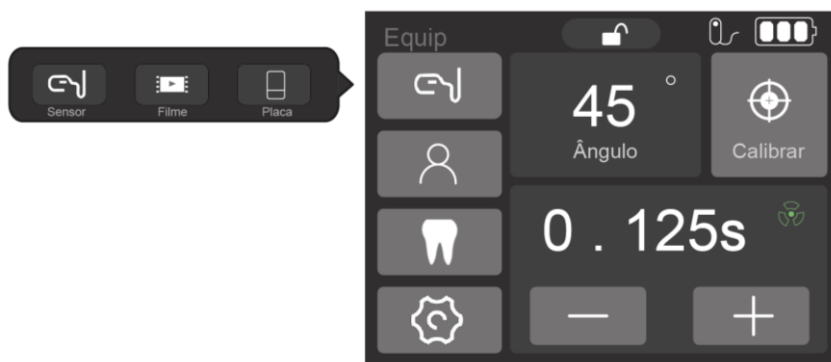 Equip
Sensor
Filme
Placa
45 °
Ângulo
Calibrar
0 . 125s